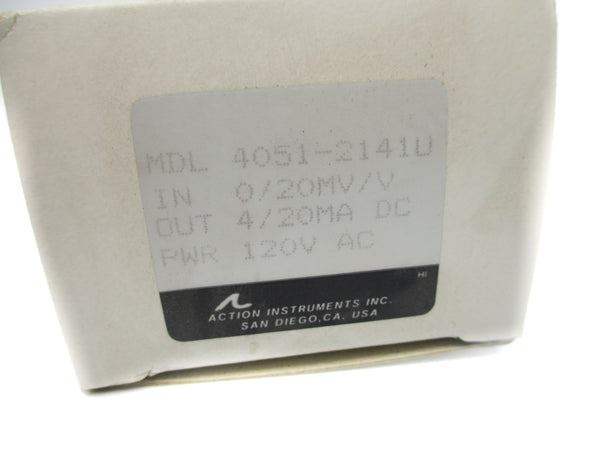 MDL 4051-2141U
IN 0/20MV/V
OUT 4/20MA DC
PWR 120V AC
HI
ACTION INSTRUMENTS INC.
SAN DIEGO, CA. USA